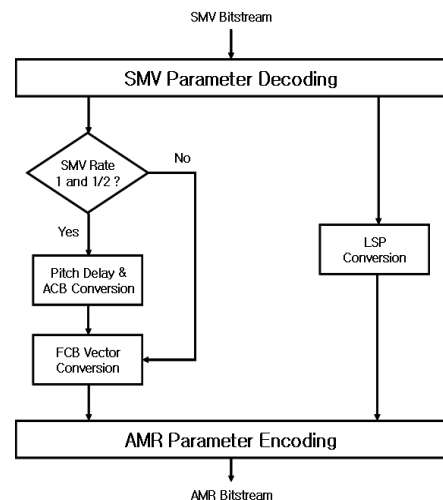 SMV Bitstream
SMV Parameter Decoding
SMV Rate
1 and 1/2 ?
No
Yes
LSP
Conversion
Pitch Delay &
ACB Conversion
FCB Vector
Conversion
AMR Parameter Encoding
AMR Bitstream